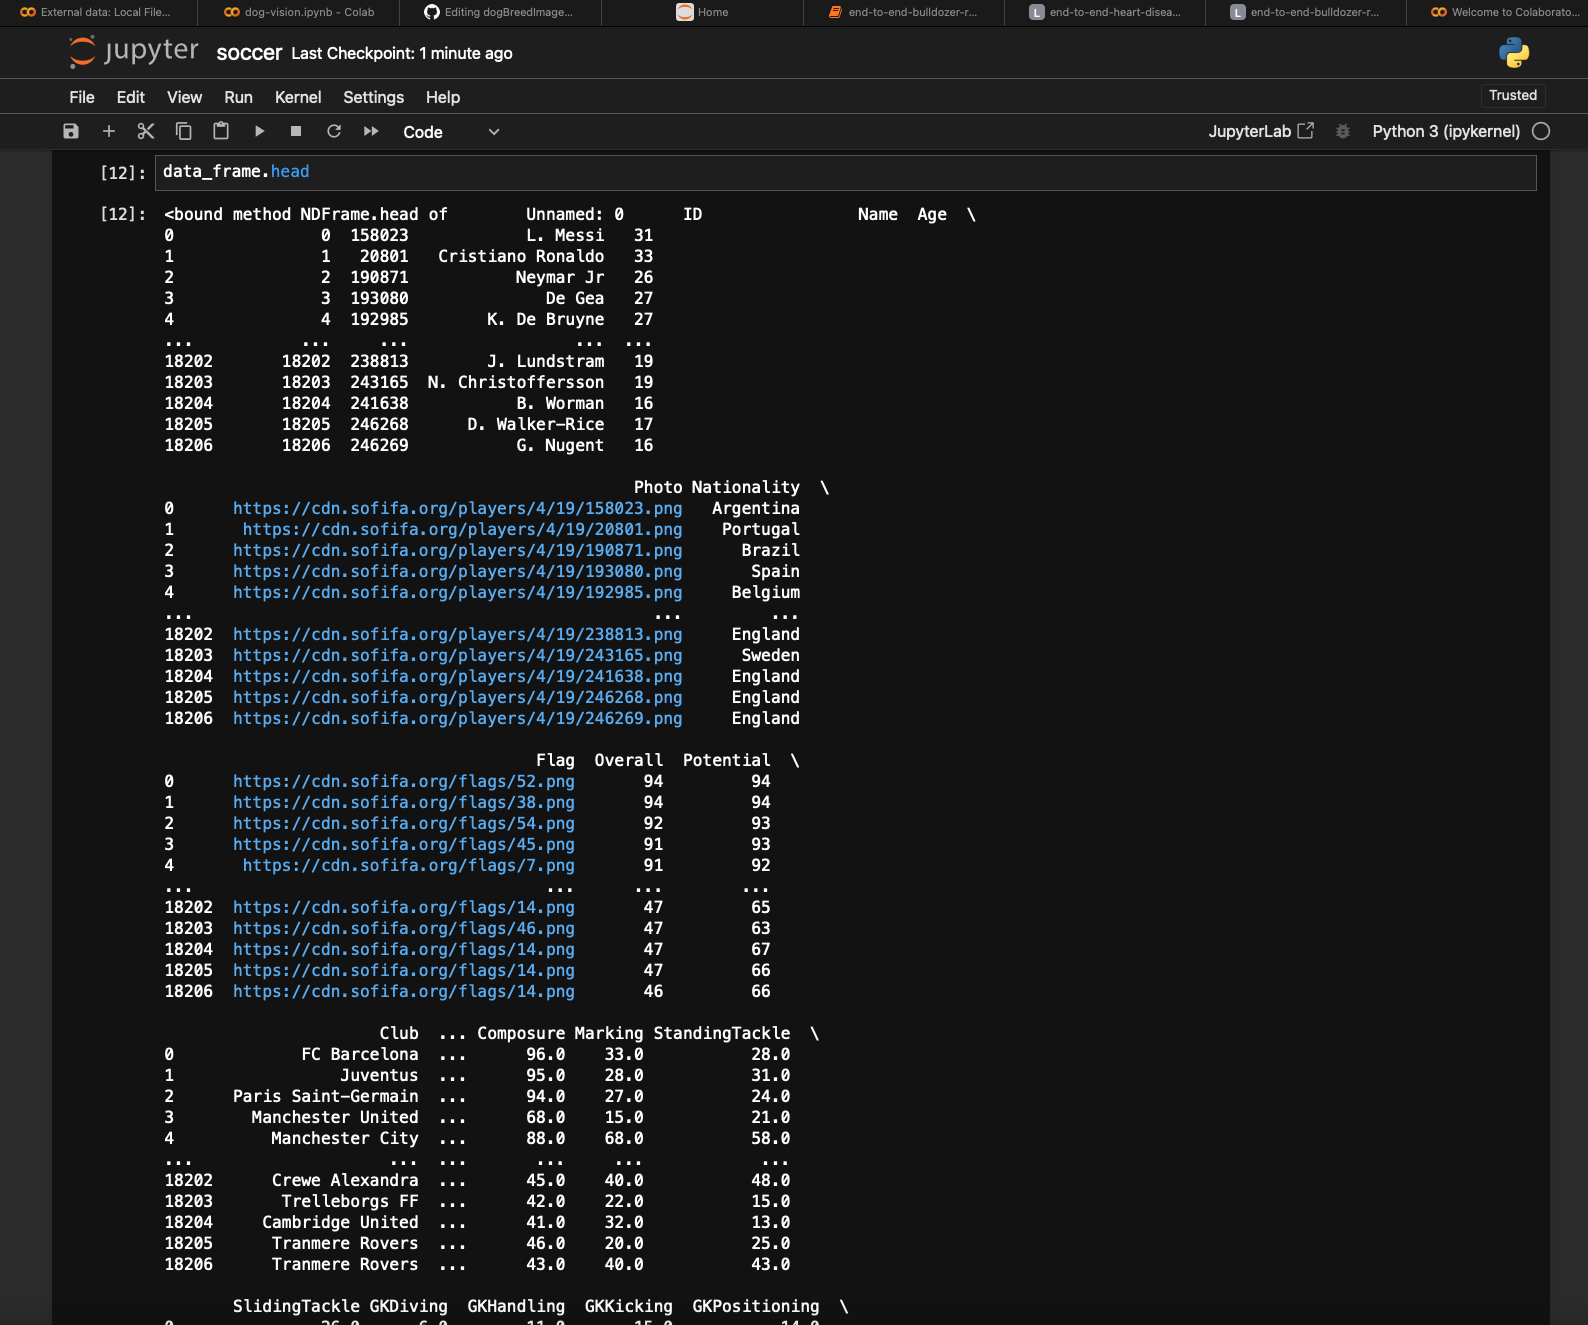 External data: Local File... dog-vision.ipynb - Colab Editing dogBreedImage... Home end-to-end-bulldozer-r... end-to-end-heart-disea... end-to-end-bulldozer-r... Welcome to Colaborato...
jupyter soccer Last Checkpoint: 1 minute ago
File Edit View Run Kernel Settings Help Trusted
Code JupyterLab Python 3 (ipykernel)
[12]: data_frame.head
[12]: <bound method NDFrame.head of Unnamed: 0 ID Name Age \
0 0 158023 L. Messi 31
1 1 20801 Cristiano Ronaldo 33
2 2 190871 Neymar Jr 26
3 3 193080 De Gea 27
4 4 192985 K. De Bruyne 27
... ... ... ... ...
18202 18202 238813 J. Lundstram 19
18203 18203 243165 N. Christoffersson 19
18204 18204 241638 B. Worman 16
18205 18205 246268 D. Walker-Rice 17
18206 18206 246269 G. Nugent 16
Photo Nationality \
0 https://cdn.sofifa.org/players/4/19/158023.png Argentina
1 https://cdn.sofifa.org/players/4/19/20801.png Portugal
2 https://cdn.sofifa.org/players/4/19/190871.png Brazil
3 https://cdn.sofifa.org/players/4/19/193080.png Spain
4 https://cdn.sofifa.org/players/4/19/192985.png Belgium
... ... ...
18202 https://cdn.sofifa.org/players/4/19/238813.png England
18203 https://cdn.sofifa.org/players/4/19/243165.png Sweden
18204 https://cdn.sofifa.org/players/4/19/241638.png England
18205 https://cdn.sofifa.org/players/4/19/246268.png England
18206 https://cdn.sofifa.org/players/4/19/246269.png England
Flag Overall Potential \
0 https://cdn.sofifa.org/flags/52.png 94 94
1 https://cdn.sofifa.org/flags/38.png 94 94
2 https://cdn.sofifa.org/flags/54.png 92 93
3 https://cdn.sofifa.org/flags/45.png 91 93
4 https://cdn.sofifa.org/flags/7.png 91 92
... ... ... ...
18202 https://cdn.sofifa.org/flags/14.png 47 65
18203 https://cdn.sofifa.org/flags/46.png 47 63
18204 https://cdn.sofifa.org/flags/14.png 47 67
18205 https://cdn.sofifa.org/flags/14.png 47 66
18206 https://cdn.sofifa.org/flags/14.png 46 66
Club ... Composure Marking StandingTackle \
0 FC Barcelona ... 96.0 33.0 28.0
1 Juventus ... 95.0 28.0 31.0
2 Paris Saint-Germain ... 94.0 27.0 24.0
3 Manchester United ... 68.0 15.0 21.0
4 Manchester City ... 88.0 68.0 58.0
... ... ... ... ... ...
18202 Crewe Alexandra ... 45.0 40.0 48.0
18203 Trelleborgs FF ... 42.0 22.0 15.0
18204 Cambridge United ... 41.0 32.0 13.0
18205 Tranmere Rovers ... 46.0 20.0 25.0
18206 Tranmere Rovers ... 43.0 40.0 43.0
SlidingTackle GKDiving GKHandling GKKicking GKPositioning \